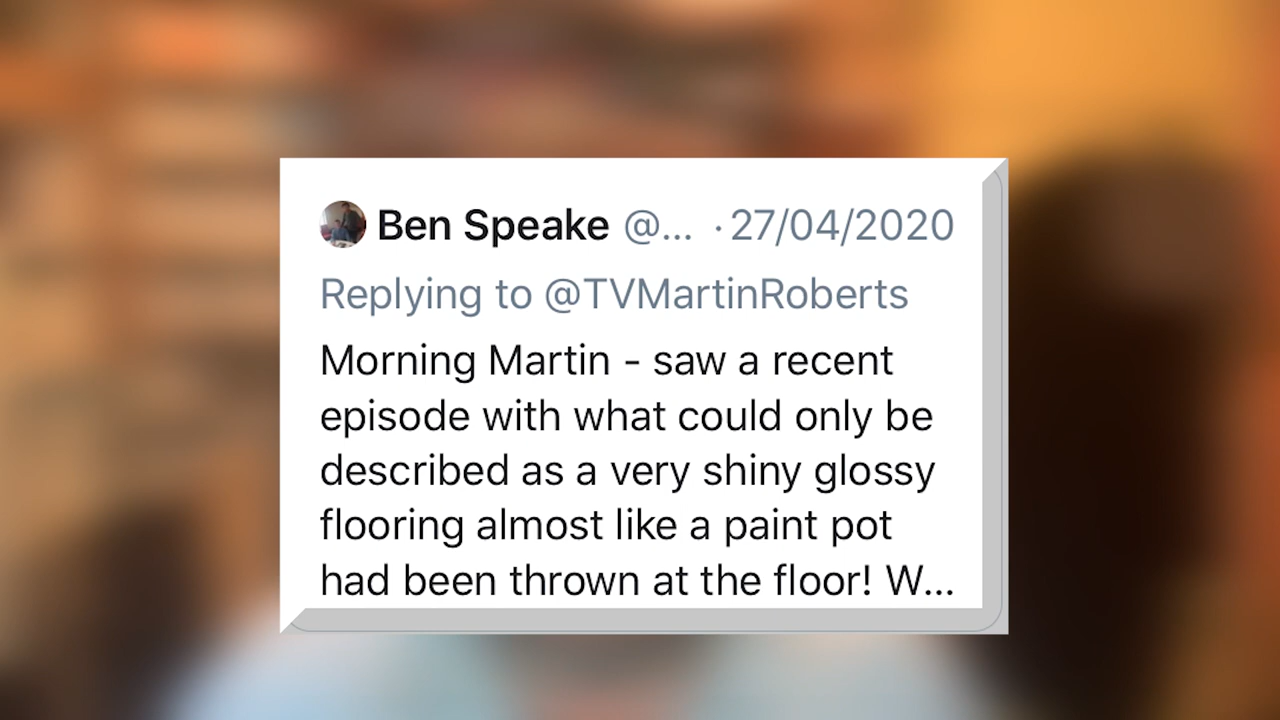 Ben Speake @... · 27/04/2020
Replying to @TVMartinRoberts
Morning Martin - saw a recent
episode with what could only be
described as a very shiny glossy
flooring almost like a paint pot
had been thrown at the floor! W...